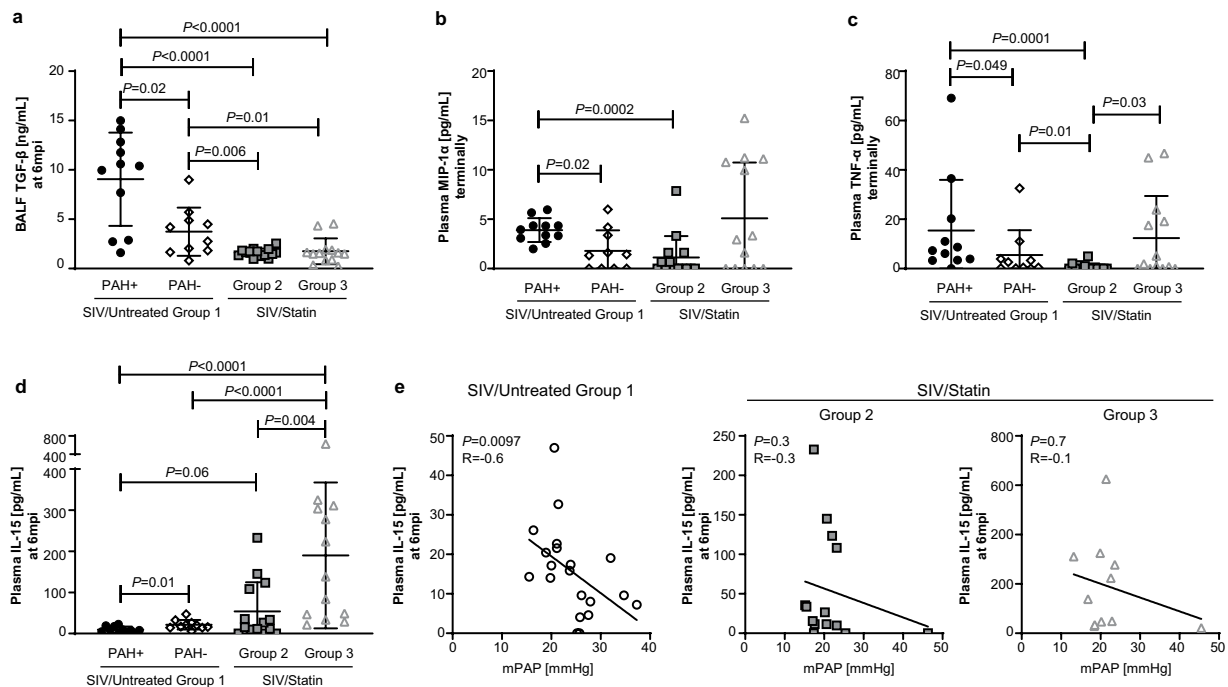 a
P<0.0001
P<0.0001
P=0.02
P=0.01
P=0.006
BALF TGF-β [ng/mL]
at 6mpi
20
15
10
5
0
PAH+ PAH- Group 2 Group 3
SIV/Untreated Group 1 SIV/Statin
b
P=0.0002
P=0.02
Plasma MIP-1α [pg/mL]
terminally
20
15
10
5
0
PAH+ PAH- Group 2 Group 3
SIV/Untreated Group 1 SIV/Statin
c
P=0.0001
P=0.049
P=0.03
P=0.01
Plasma TNF-α [pg/mL]
terminally
80
60
40
20
0
PAH+ PAH- Group 2 Group 3
SIV/Untreated Group 1 SIV/Statin
d
P<0.0001
P<0.0001
P=0.004
P=0.06
P=0.01
Plasma IL-15 [pg/mL]
at 6mpi
800
400
400
300
200
100
0
PAH+ PAH- Group 2 Group 3
SIV/Untreated Group 1 SIV/Statin
e
SIV/Untreated Group 1
P=0.0097
R=-0.6
Plasma IL-15 [pg/mL]
at 6mpi
50
40
30
20
10
0
0 10 20 30 40
mPAP [mmHg]
SIV/Statin
Group 2
P=0.3
R=-0.3
Plasma IL-15 [pg/mL]
at 6mpi
250
200
150
100
50
0
0 10 20 30 40 50
mPAP [mmHg]
Group 3
P=0.7
R=-0.1
Plasma IL-15 [pg/mL]
at 6mpi
800
600
400
200
0
0 10 20 30 40 50
mPAP [mmHg]